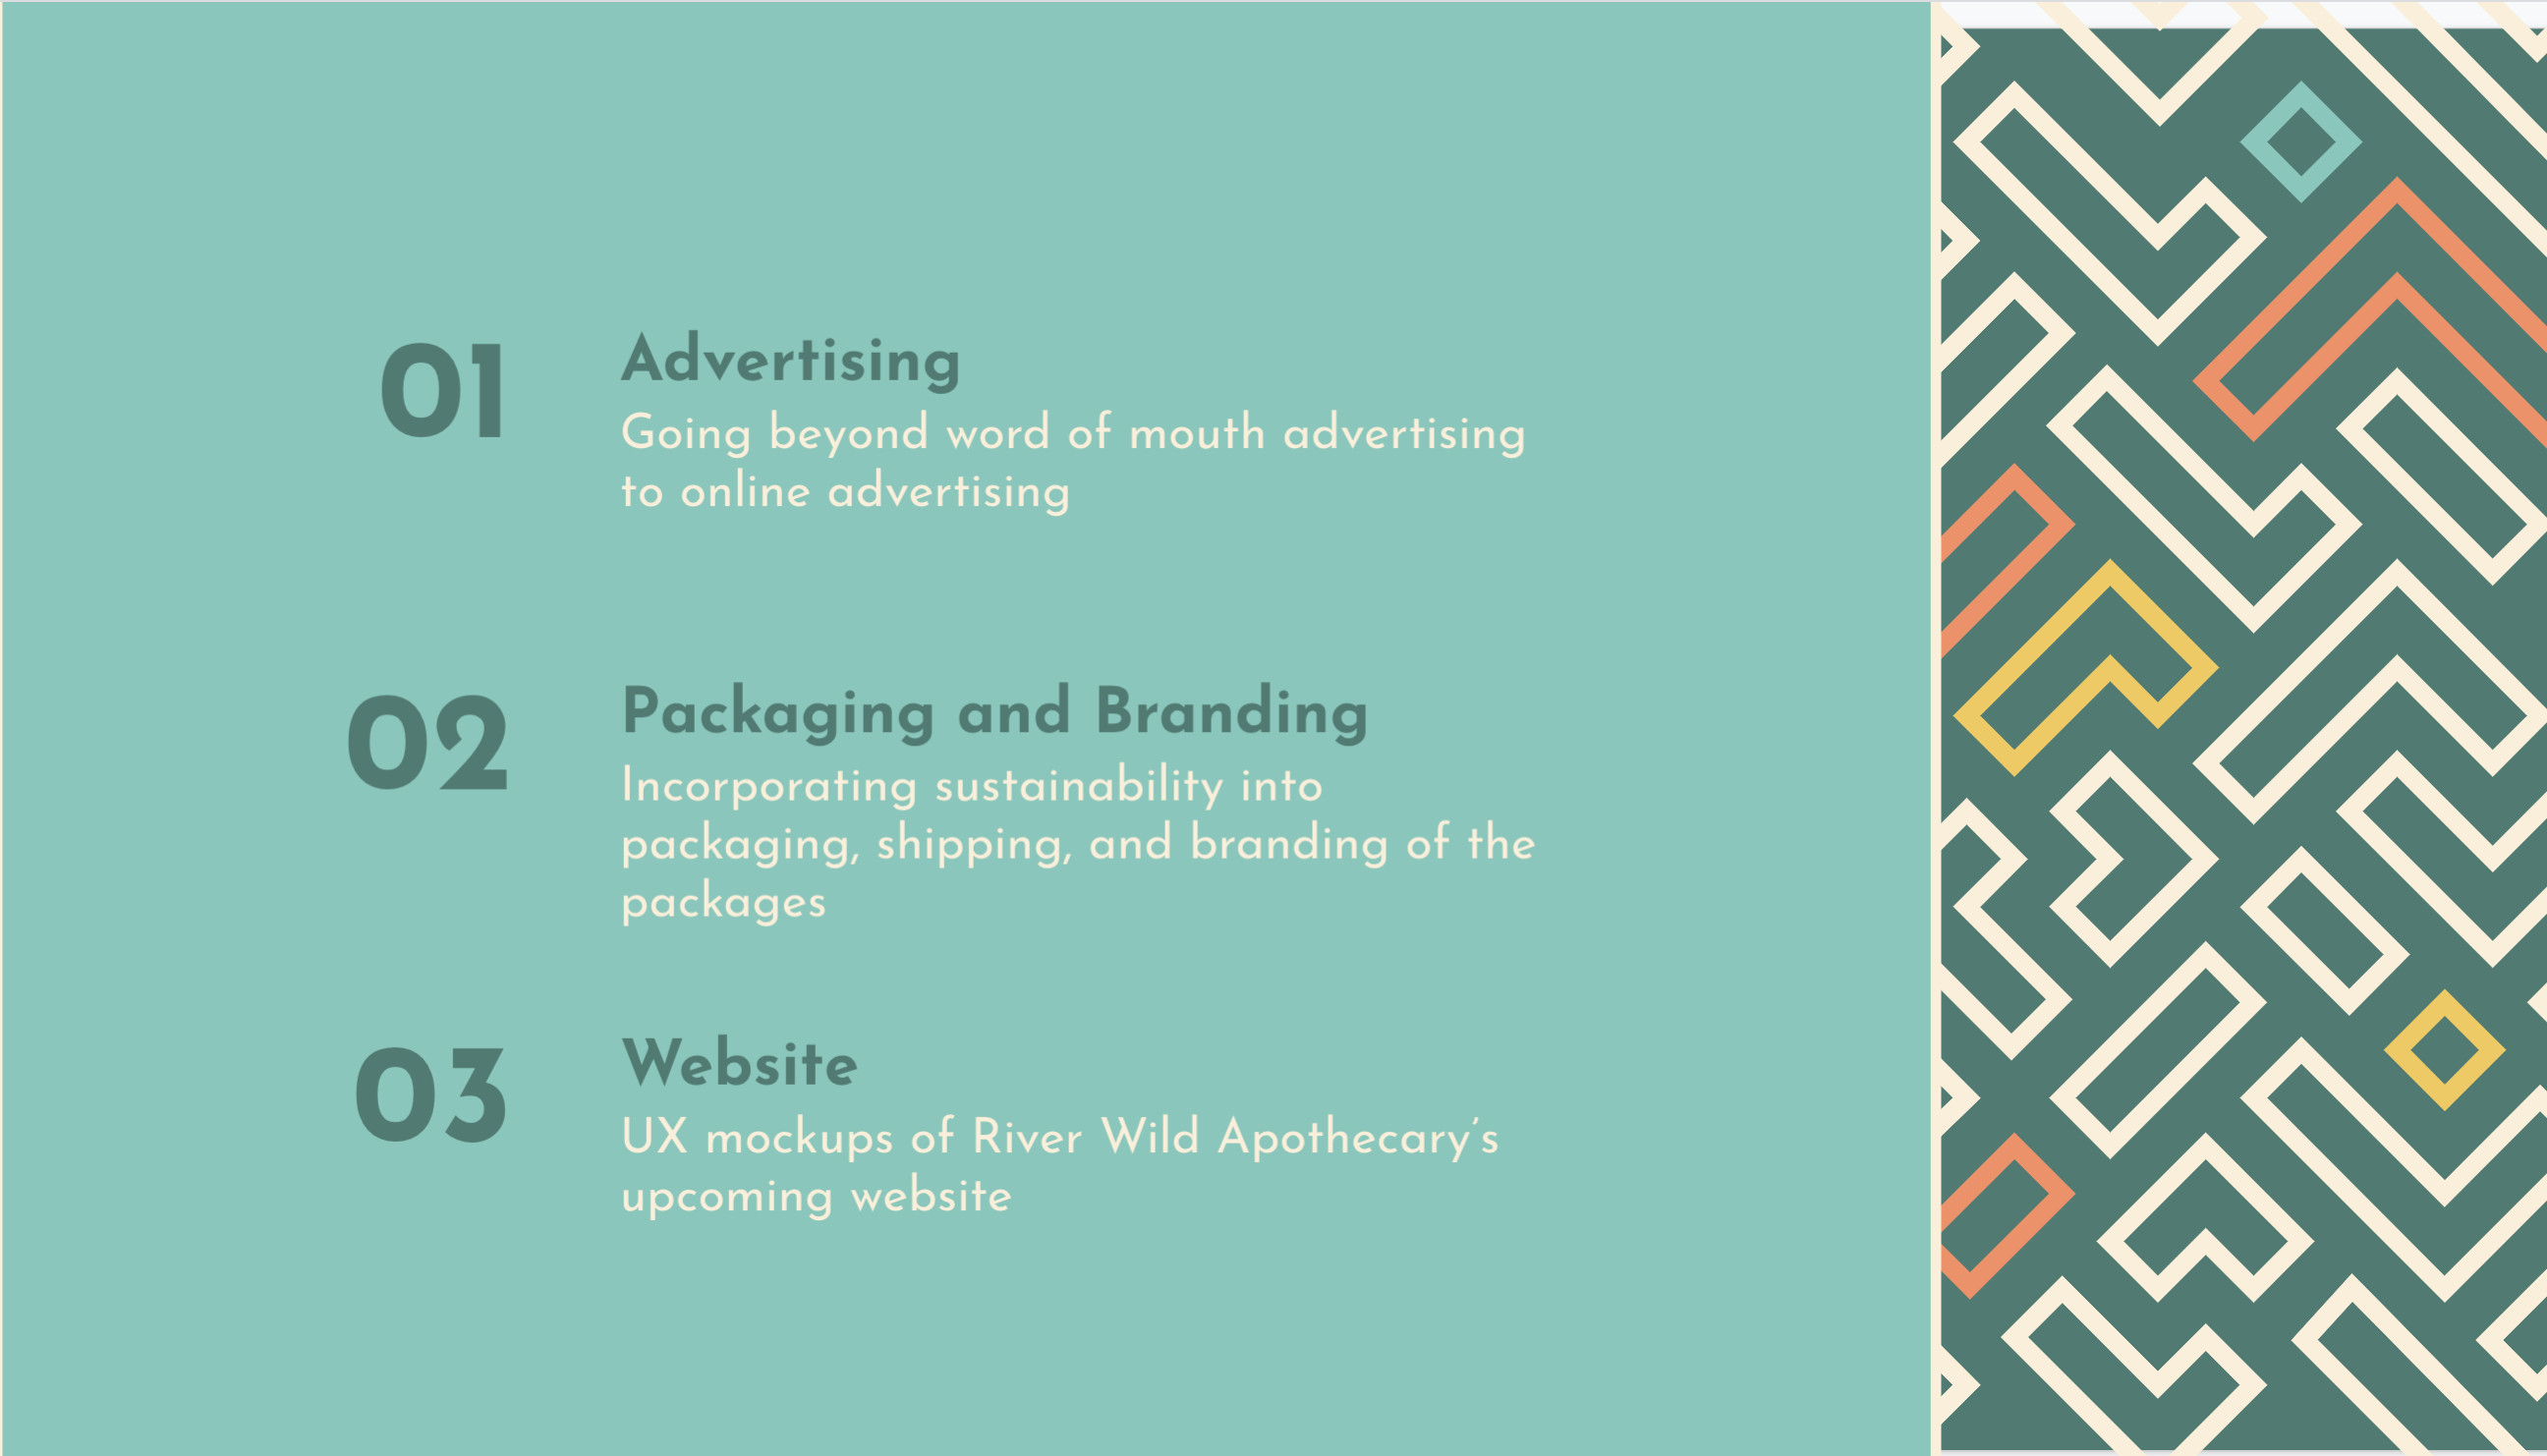 01
Advertising
Going beyond word of mouth advertising
to online advertising
02
Packaging and Branding
Incorporating sustainability into
packaging, shipping, and branding of the
packages
03
Website
UX mockups of River Wild Apothecary’s
upcoming website